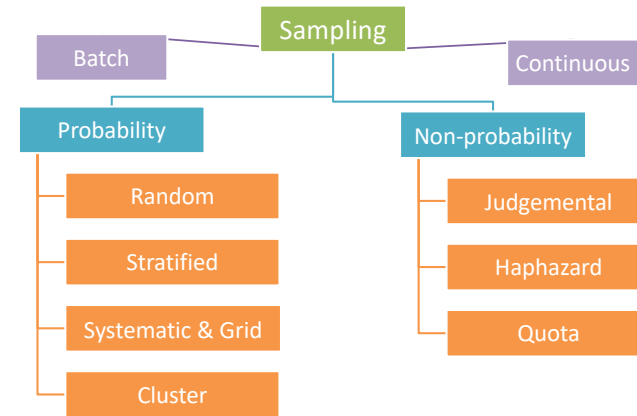 Sampling
Batch
Continuous
Probability
Non-probability
Random
Judgemental
Stratified
Haphazard
Systematic & Grid
Quota
Cluster